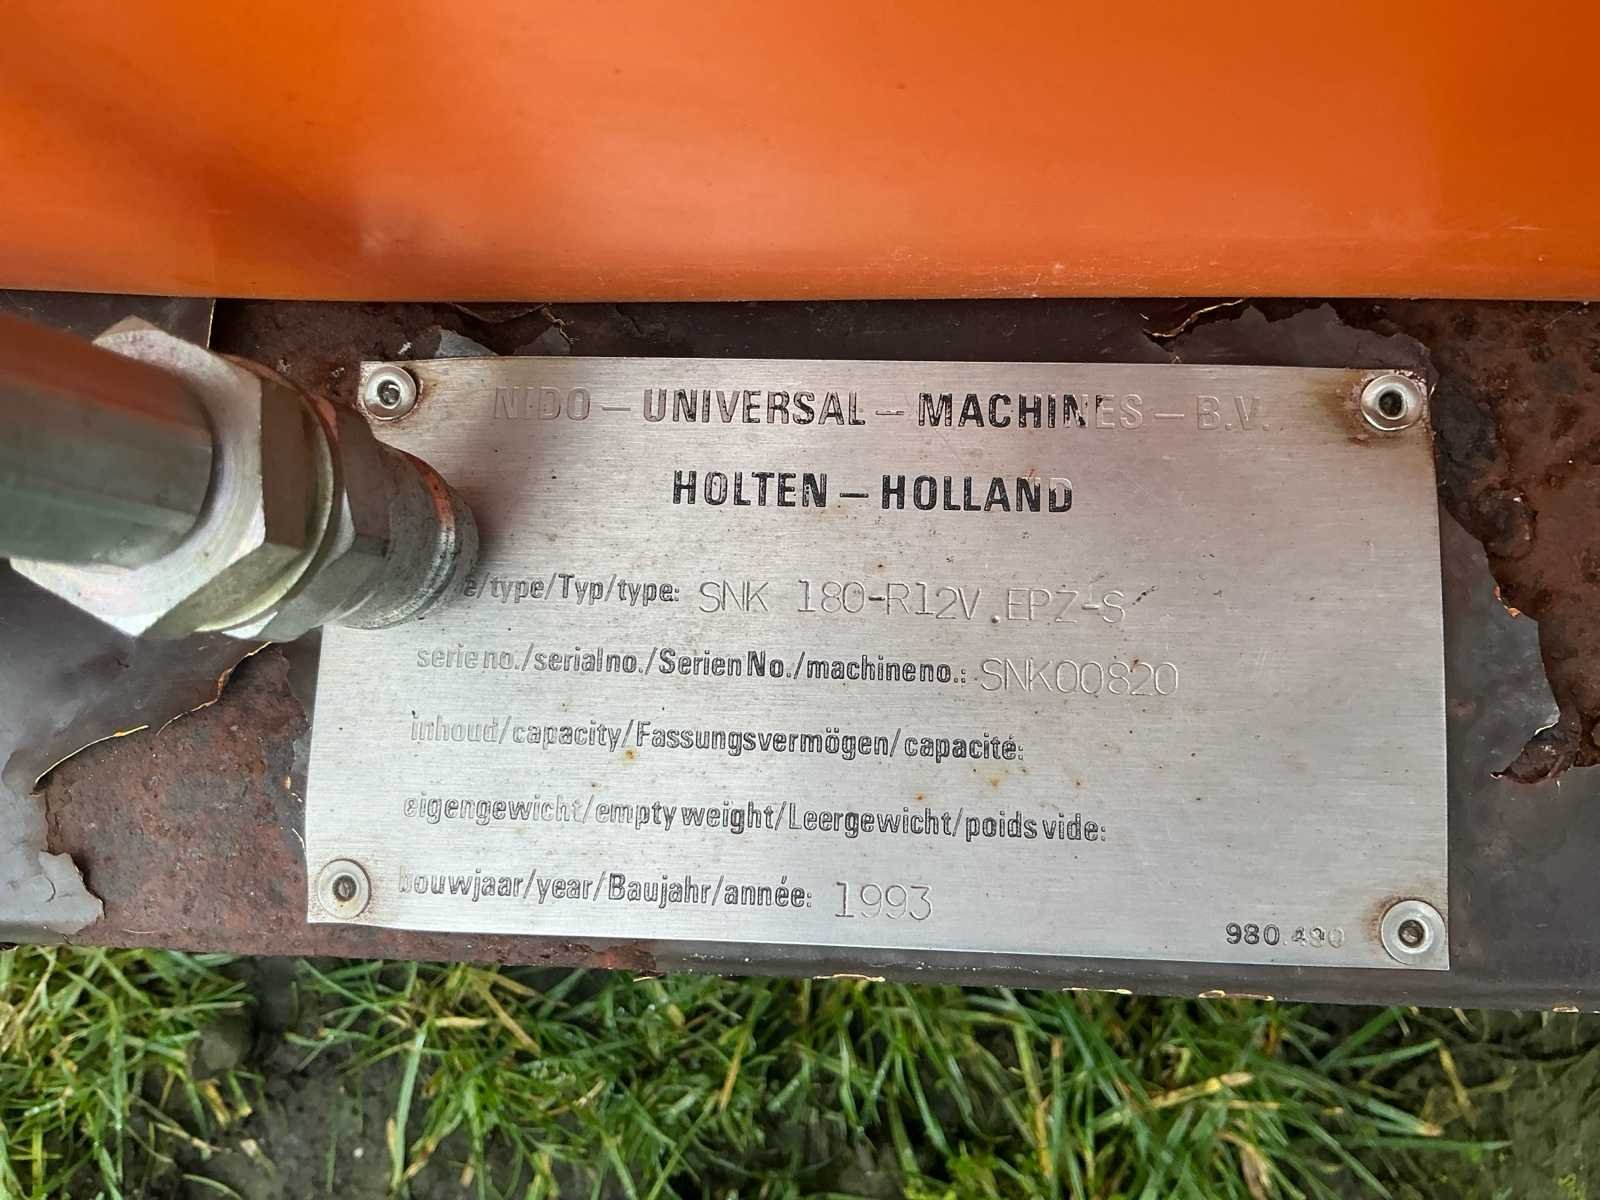 NIDO – UNIVERSAL – MACHINES – B.V.
HOLTEN – HOLLAND
e/type/Typ/type: SNK 180-R12V EPZ-S
serie no./serial no./Serien No./machine no.: SNK00820
inhoud/capacity/Fassungsvermögen/capacité:
eigengewicht/empty weight/Leergewicht/poids vide:
bouwjaar/year/Baujahr/année: 1993
980.480